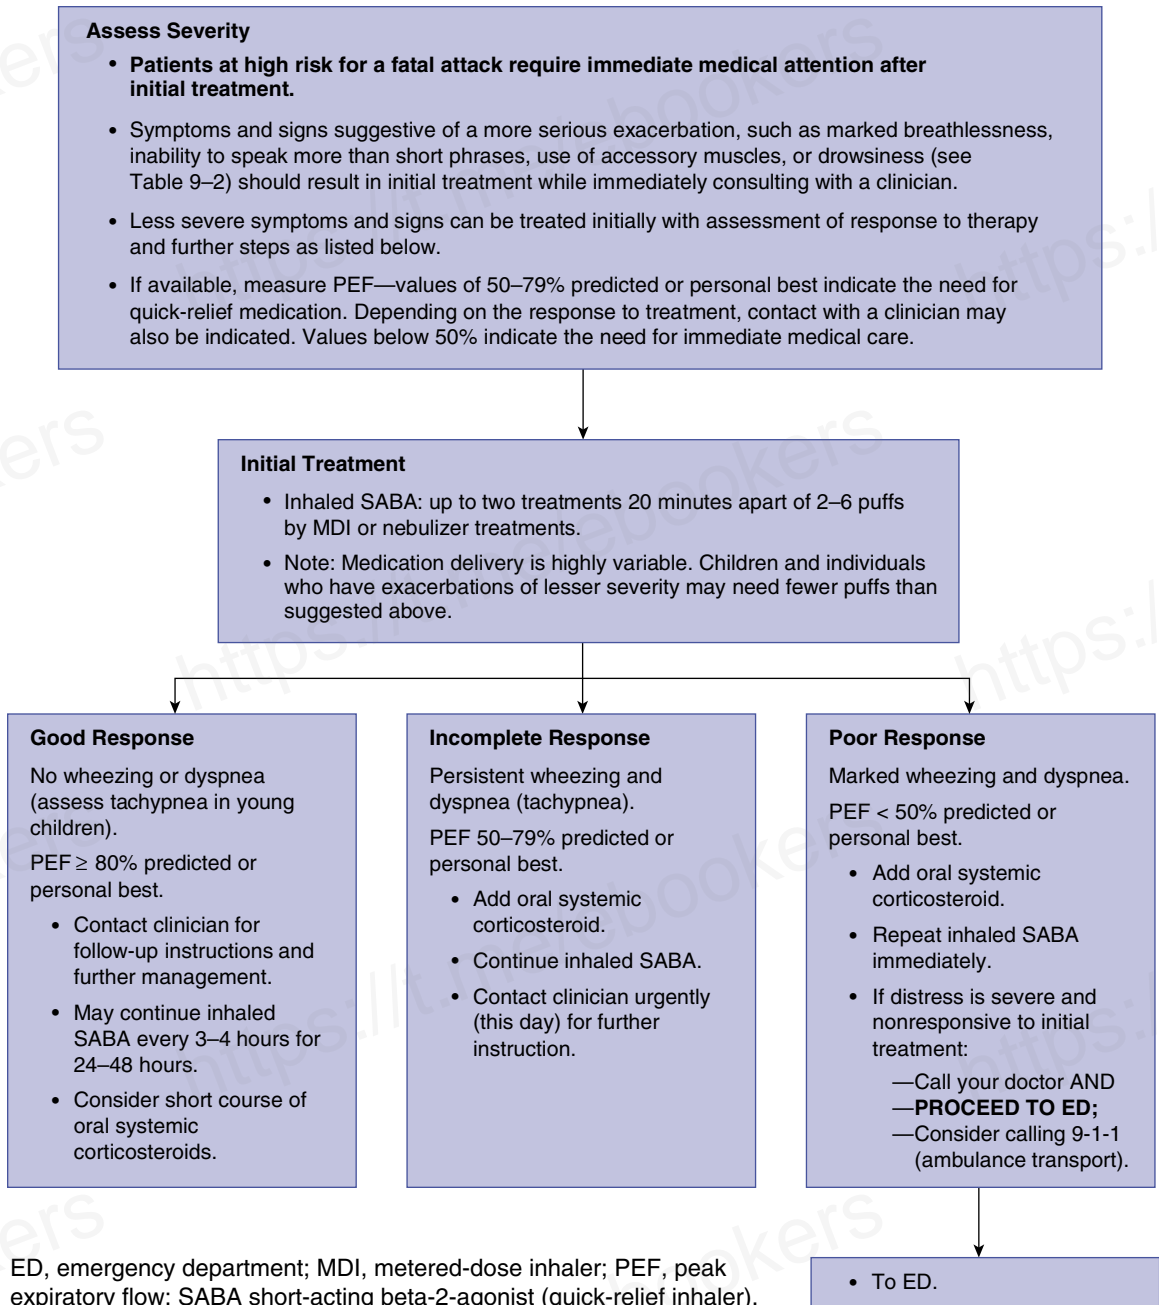 Assess Severity
• Patients at high risk for a fatal attack require immediate medical attention after
initial treatment.
• Symptoms and signs suggestive of a more serious exacerbation, such as marked breathlessness,
inability to speak more than short phrases, use of accessory muscles, or drowsiness (see
Table 9–2) should result in initial treatment while immediately consulting with a clinician.
• Less severe symptoms and signs can be treated initially with assessment of response to therapy
and further steps as listed below.
• If available, measure PEF—values of 50–79% predicted or personal best indicate the need for
quick-relief medication. Depending on the response to treatment, contact with a clinician may
also be indicated. Values below 50% indicate the need for immediate medical care.
Initial Treatment
• Inhaled SABA: up to two treatments 20 minutes apart of 2–6 puffs
by MDI or nebulizer treatments.
• Note: Medication delivery is highly variable. Children and individuals
who have exacerbations of lesser severity may need fewer puffs than
suggested above.
Good Response
No wheezing or dyspnea
(assess tachypnea in young
children).
PEF ≥ 80% predicted or
personal best.
• Contact clinician for
follow-up instructions and
further management.
• May continue inhaled
SABA every 3–4 hours for
24–48 hours.
• Consider short course of
oral systemic
corticosteroids.
Incomplete Response
Persistent wheezing and
dyspnea (tachypnea).
PEF 50–79% predicted or
personal best.
• Add oral systemic
corticosteroid.
• Continue inhaled SABA.
• Contact clinician urgently
(this day) for further
instruction.
Poor Response
Marked wheezing and dyspnea.
PEF < 50% predicted or
personal best.
• Add oral systemic
corticosteroid.
• Repeat inhaled SABA
immediately.
• If distress is severe and
nonresponsive to initial
treatment:
—Call your doctor AND
—PROCEED TO ED;
—Consider calling 9-1-1
(ambulance transport).
• To ED.
ED, emergency department; MDI, metered-dose inhaler; PEF, peak
expiratory flow; SABA short-acting beta-2-agonist (quick-relief inhaler).
https://t.me/ebookers